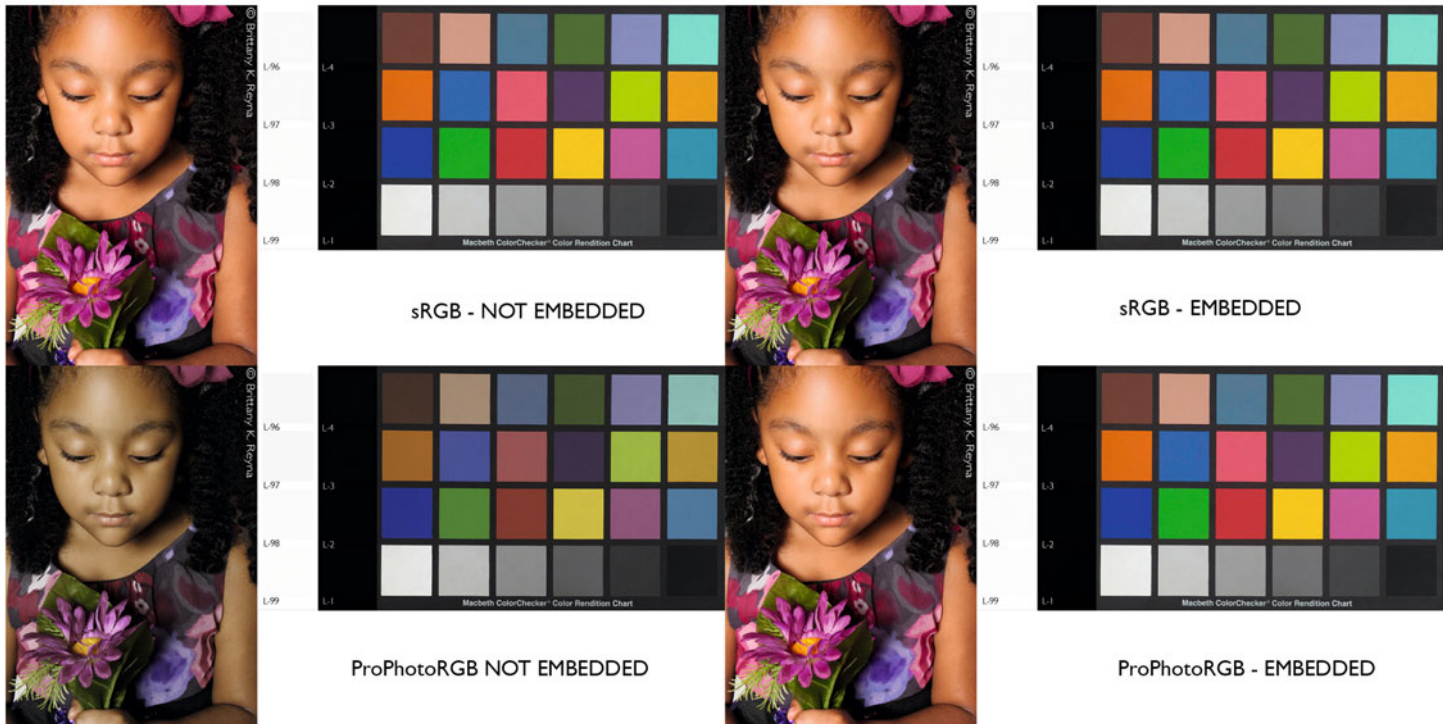 © Brittany K. Reyna
L-96
L-97
L-98
L-99
L-4
L-3
L-2
L-1
Macbeth ColorChecker® Color Rendition Chart
sRGB - NOT EMBEDDED
© Brittany K. Reyna
L-96
L-97
L-98
L-99
L-4
L-3
L-2
L-1
Macbeth ColorChecker® Color Rendition Chart
sRGB - EMBEDDED
© Brittany K. Reyna
L-96
L-97
L-98
L-99
L-4
L-3
L-2
L-1
Macbeth ColorChecker® Color Rendition Chart
ProPhotoRGB NOT EMBEDDED
© Brittany K. Reyna
L-96
L-97
L-98
L-99
L-4
L-3
L-2
L-1
Macbeth ColorChecker® Color Rendition Chart
ProPhotoRGB - EMBEDDED